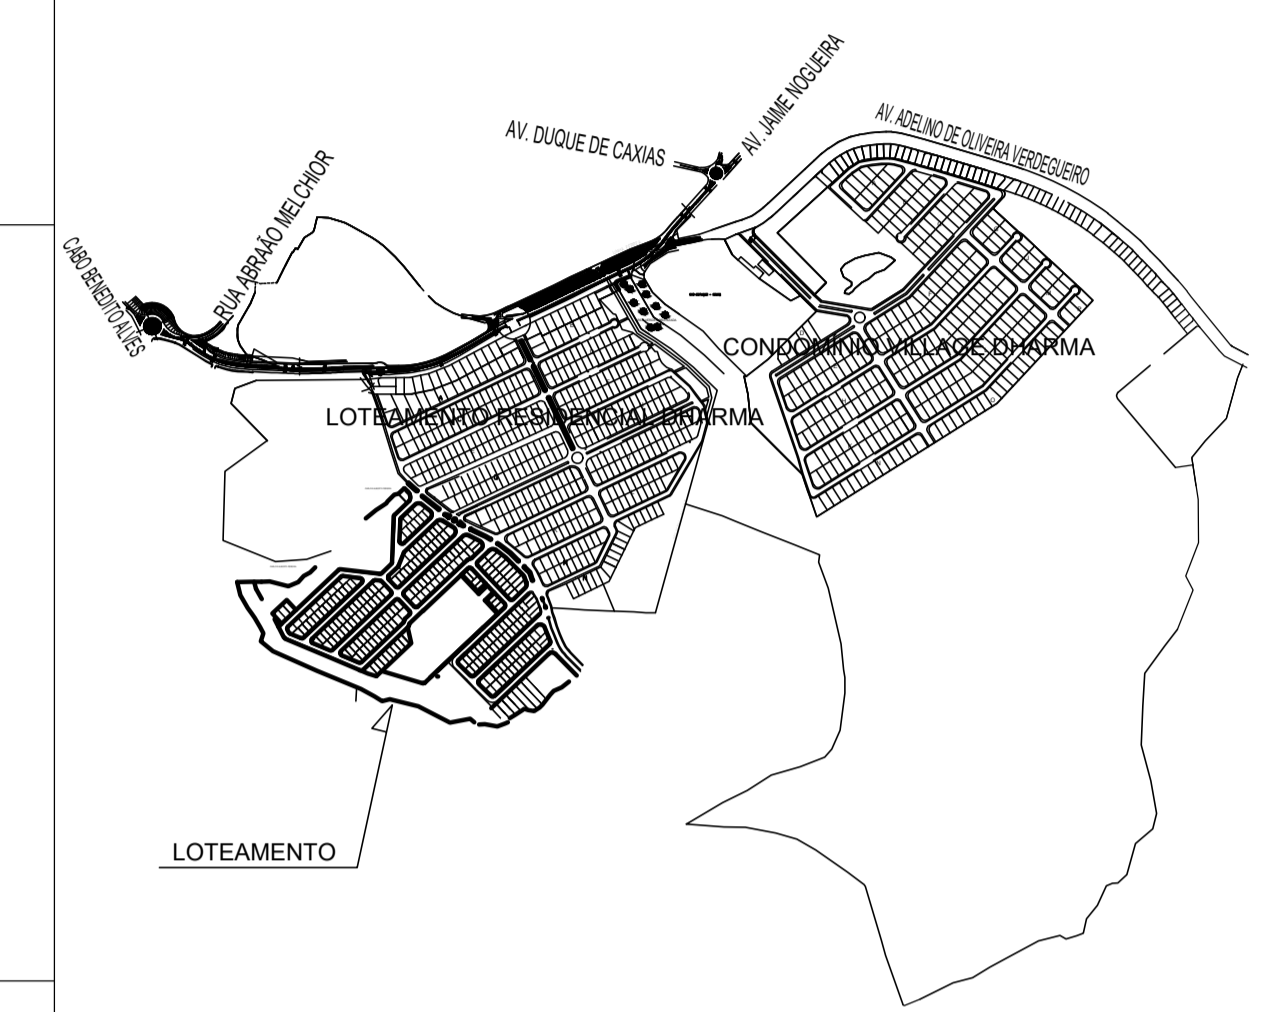 AV. JAIME NOGUEIRA
AV. DUQUE DE CAXIAS
AV. ADELINO DE OLIVEIRA VERDEGUEIRO
RUA ABRAÃO MELCHIOR
CABO BENEDITO ALVES
CONDOMÍNIO VILLAGE DHARMA
LOTEAMENTO RESIDENCIAL DHARMA
LOTEAMENTO